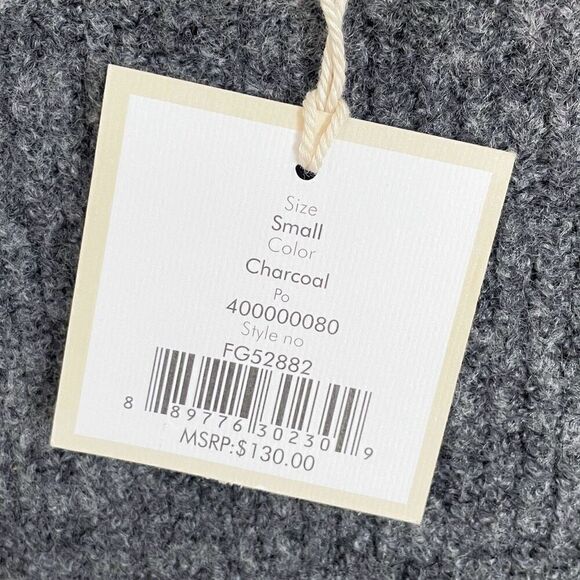 Size
Small
Color
Charcoal
Po
400000080
Style no
FG52882
8 89776 30230 9
MSRP:$130.00